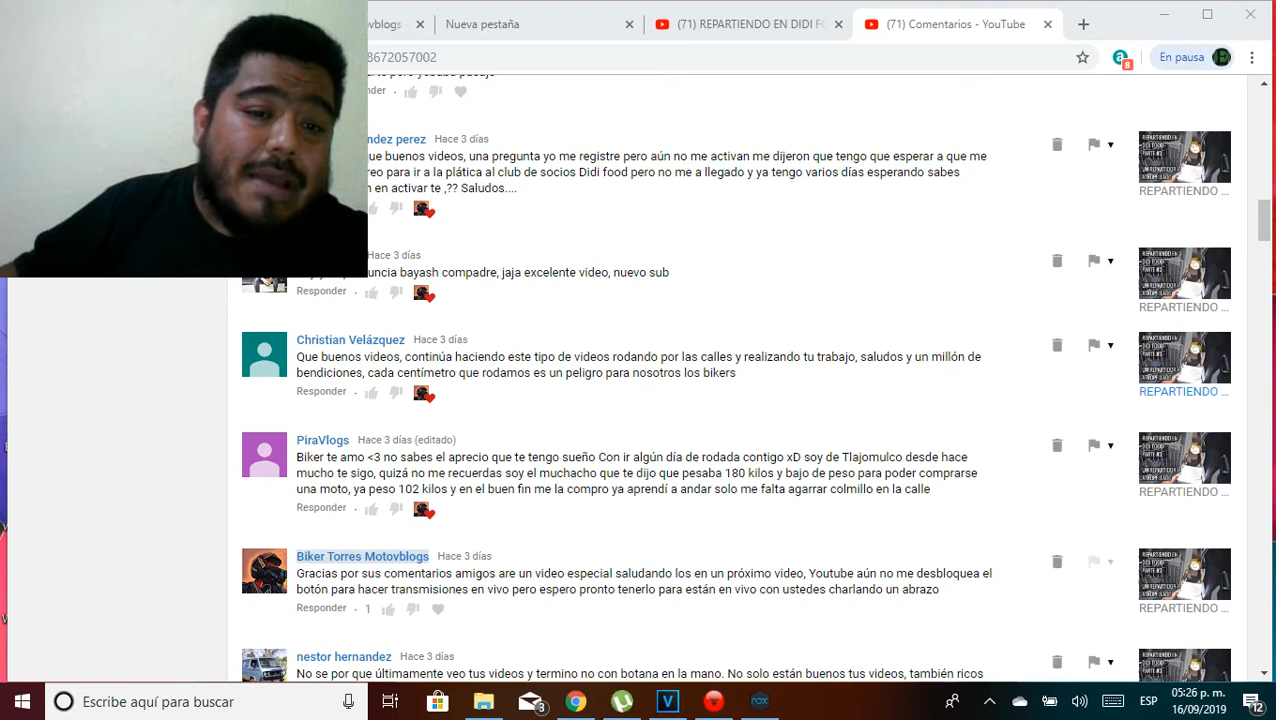 ovblogs
Nueva pestaña
(71) REPARTIENDO EN DIDI FO
(71) Comentarios - YouTube
8672057002
8
En pausa
nder
ndez perez Hace 3 días
ue buenos videos, una pregunta yo me registre pero aún no me activan me dijeron que tengo que esperar a que me
reo para ir a la plática al club de socios Didi food pero no me a llegado y ya tengo varios días esperando sabes
n en activar te ,?? Saludos....
REPARTIENDO ...
Hace 3 días
uncia bayash compadre, jaja excelente video, nuevo sub
Responder
REPARTIENDO ...
Christian Velázquez Hace 3 días
Que buenos videos, continúa haciendo este tipo de videos rodando por las calles y realizando tu trabajo, saludos y un millón de
bendiciones, cada centímetro que rodamos es un peligro para nosotros los bikers
Responder
REPARTIENDO ...
PiraVlogs Hace 3 días (editado)
Biker te amo <3 no sabes el aprecio que te tengo sueño Con ir algún día de rodada contigo xD soy de Tlajomulco desde hace
mucho te sigo, quizá no me recuerdas soy el muchacho que te dijo que pesaba 180 kilos y bajo de peso para poder comprarse
una moto, ya peso 102 kilos en el buen fin me la compro ya aprendí a andar solo me falta agarrar colmillo en la calle
Responder
REPARTIENDO ...
Biker Torres Motovblogs Hace 3 días
Gracias por sus comentarios amigos are un video especial saludando los en un próximo video, Youtube aún no me desbloquea el
botón para hacer transmisiones en vivo pero espero pronto tenerlo para están en vivo con ustedes charlando un abrazo
Responder 1
REPARTIENDO ...
nestor hernandez Hace 3 días
No se por que últimamente veo tus videos y termino no con botana en la mano. No solo están buenos tus videos, también ricos
Escribe aquí para buscar
3
V
nox
ESP
05:26 p. m.
16/09/2019
12